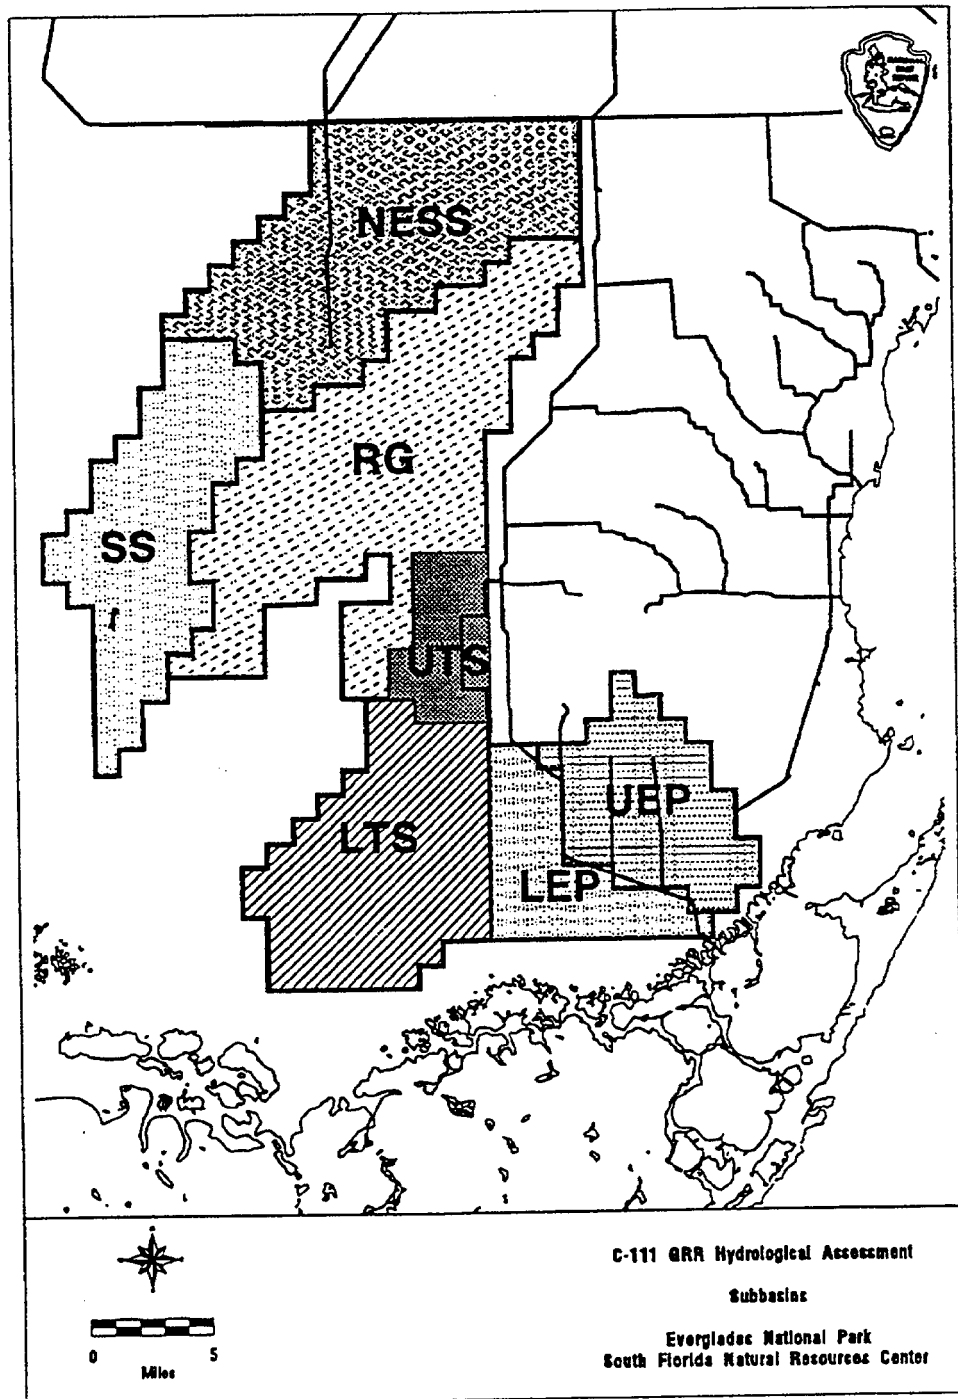 NESS
RG
SS
UTS
UEP
LTS
LEP
C-111 GRR Hydrological Assessment
Subbasins
Everglades National Park
South Florida Natural Resources Center
0 5
Miles